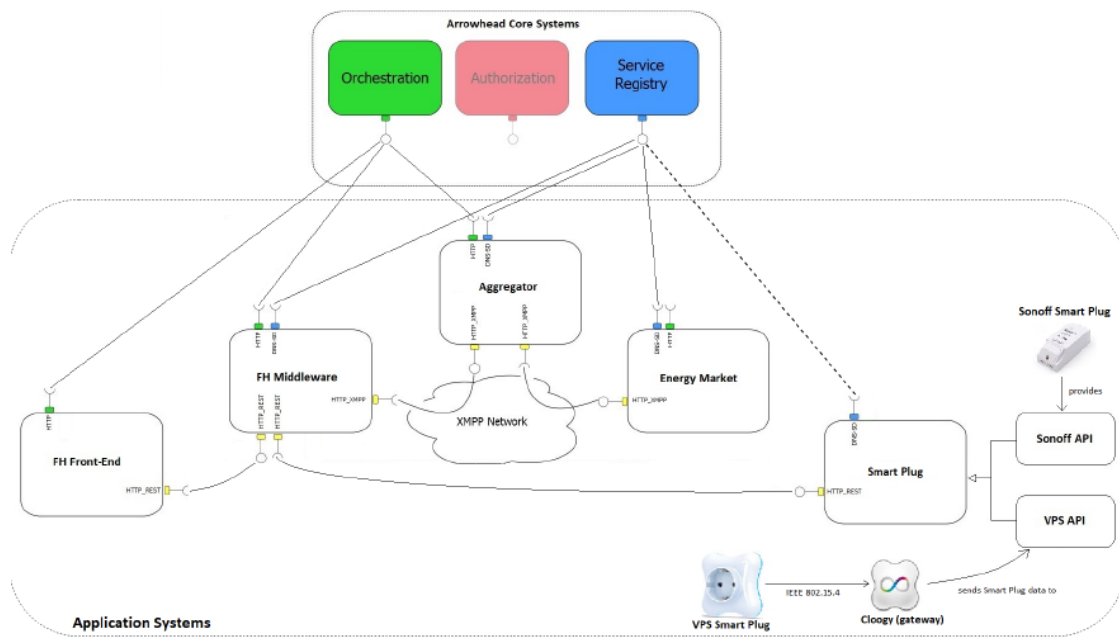 Arrowhead Core Systems
Orchestration
Authorization
Service
Registry
HTTP
DNS-SD
Aggregator
HTTP_XMPP
HTTP_XMPP
Sonoff Smart Plug
HTTP
DNS-SD
FH Middleware
HTTP_REST
HTTP_REST
HTTP_XMPP
DNS-SD
HTTP
Energy Market
HTTP_XMPP
provides
XMPP Network
HTTP
FH Front-End
HTTP_REST
DNS-SD
Smart Plug
HTTP_REST
Sonoff API
VPS API
IEEE 802.15.4
sends Smart Plug data to
VPS Smart Plug
Cloogy (gateway)
Application Systems